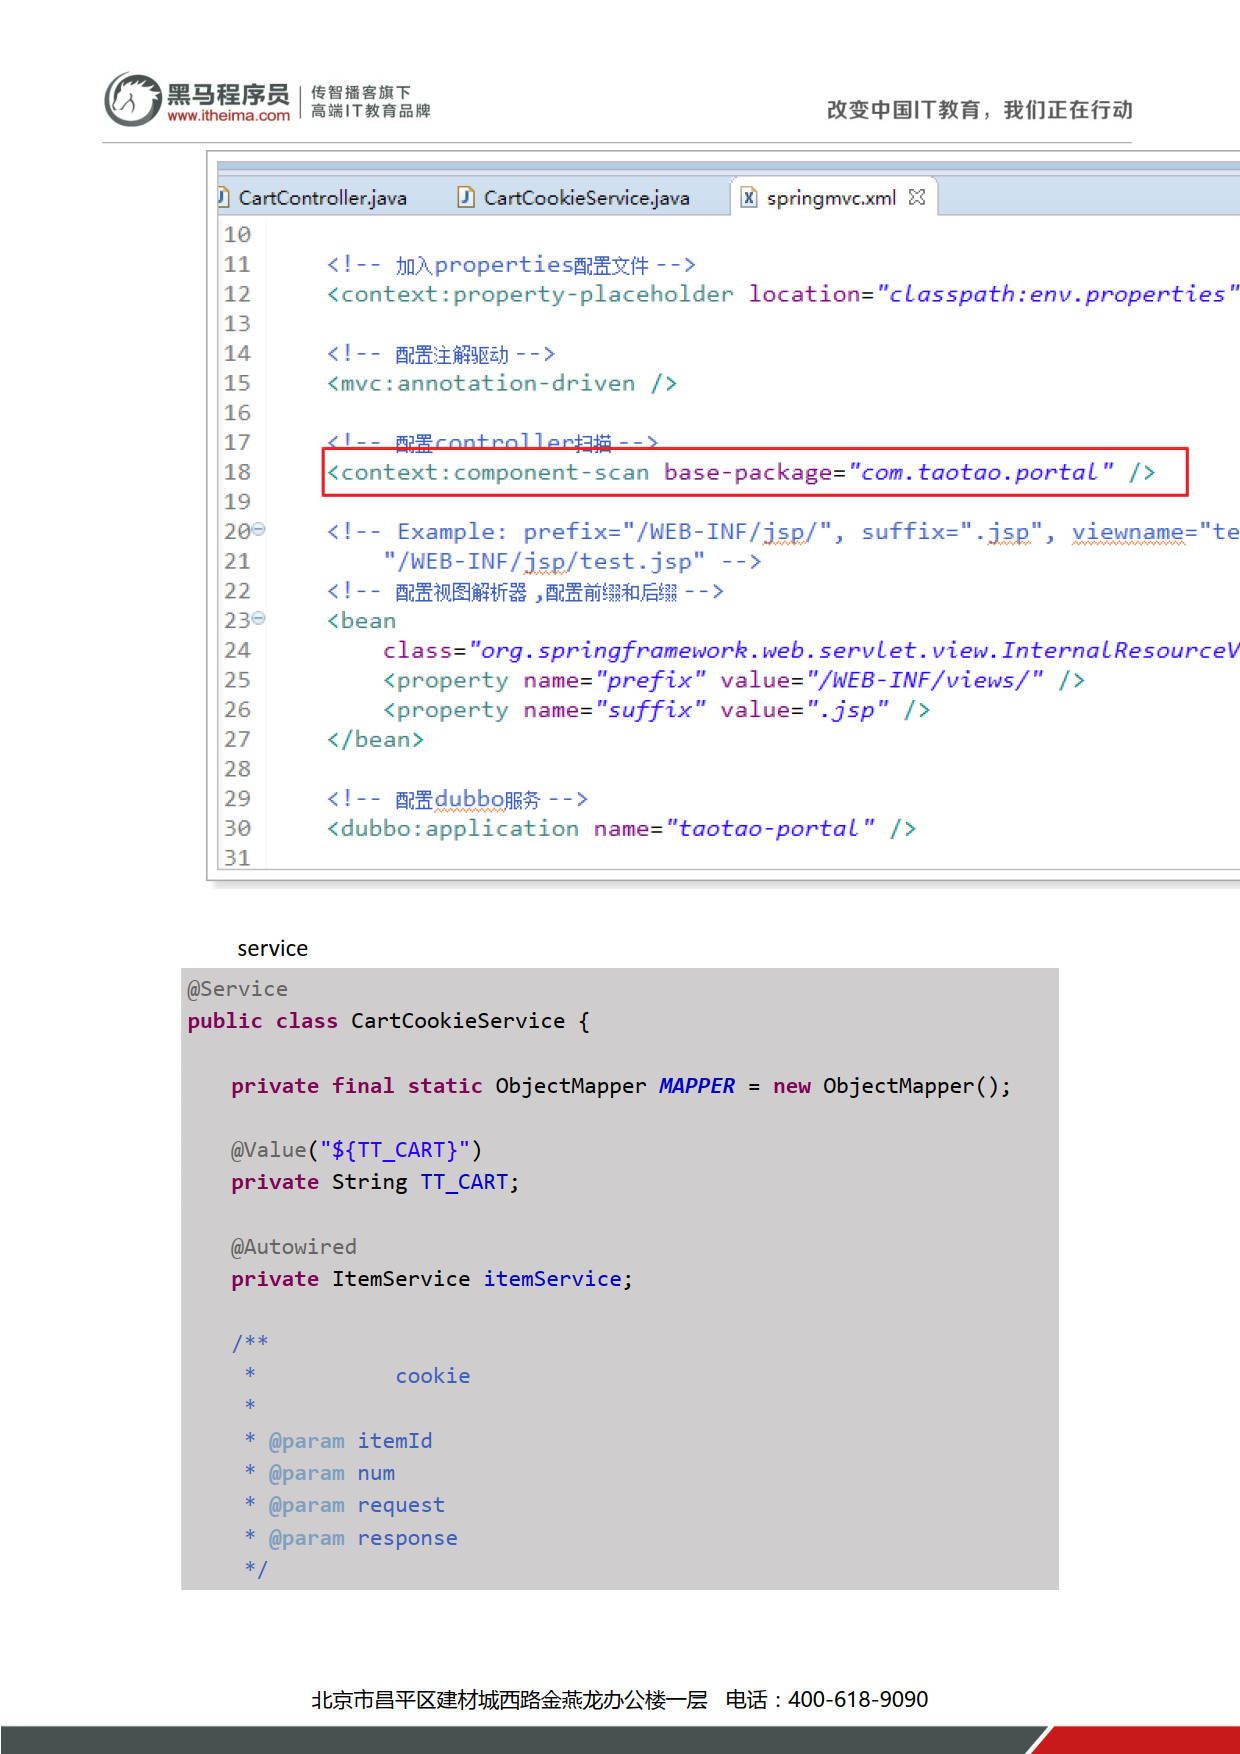 黑马程序员
www.itheima.com
传智播客旗下
高端IT教育品牌
改变中国IT教育，我们正在行动
CartController.java CartCookieService.java springmvc.xml
10
11 <!-- 加入properties配置文件 -->
12 <context:property-placeholder location="classpath:env.properties"
13
14 <!-- 配置注解驱动 -->
15 <mvc:annotation-driven />
16
17 <!-- 配置controller扫描 -->
18 <context:component-scan base-package="com.taotao.portal" />
19
20 <!-- Example: prefix="/WEB-INF/jsp/", suffix=".jsp", viewname="te
21 "/WEB-INF/jsp/test.jsp" -->
22 <!-- 配置视图解析器,配置前缀和后缀 -->
23 <bean
24 class="org.springframework.web.servlet.view.InternalResourceV
25 <property name="prefix" value="/WEB-INF/views/" />
26 <property name="suffix" value=".jsp" />
27 </bean>
28
29 <!-- 配置dubbo服务 -->
30 <dubbo:application name="taotao-portal" />
31
service
@Service
public class CartCookieService {
private final static ObjectMapper MAPPER = new ObjectMapper();
@Value("${TT_CART}")
private String TT_CART;
@Autowired
private ItemService itemService;
/**
* cookie
*
* @param itemId
* @param num
* @param request
* @param response
*/
北京市昌平区建材城西路金燕龙办公楼一层 电话：400-618-9090